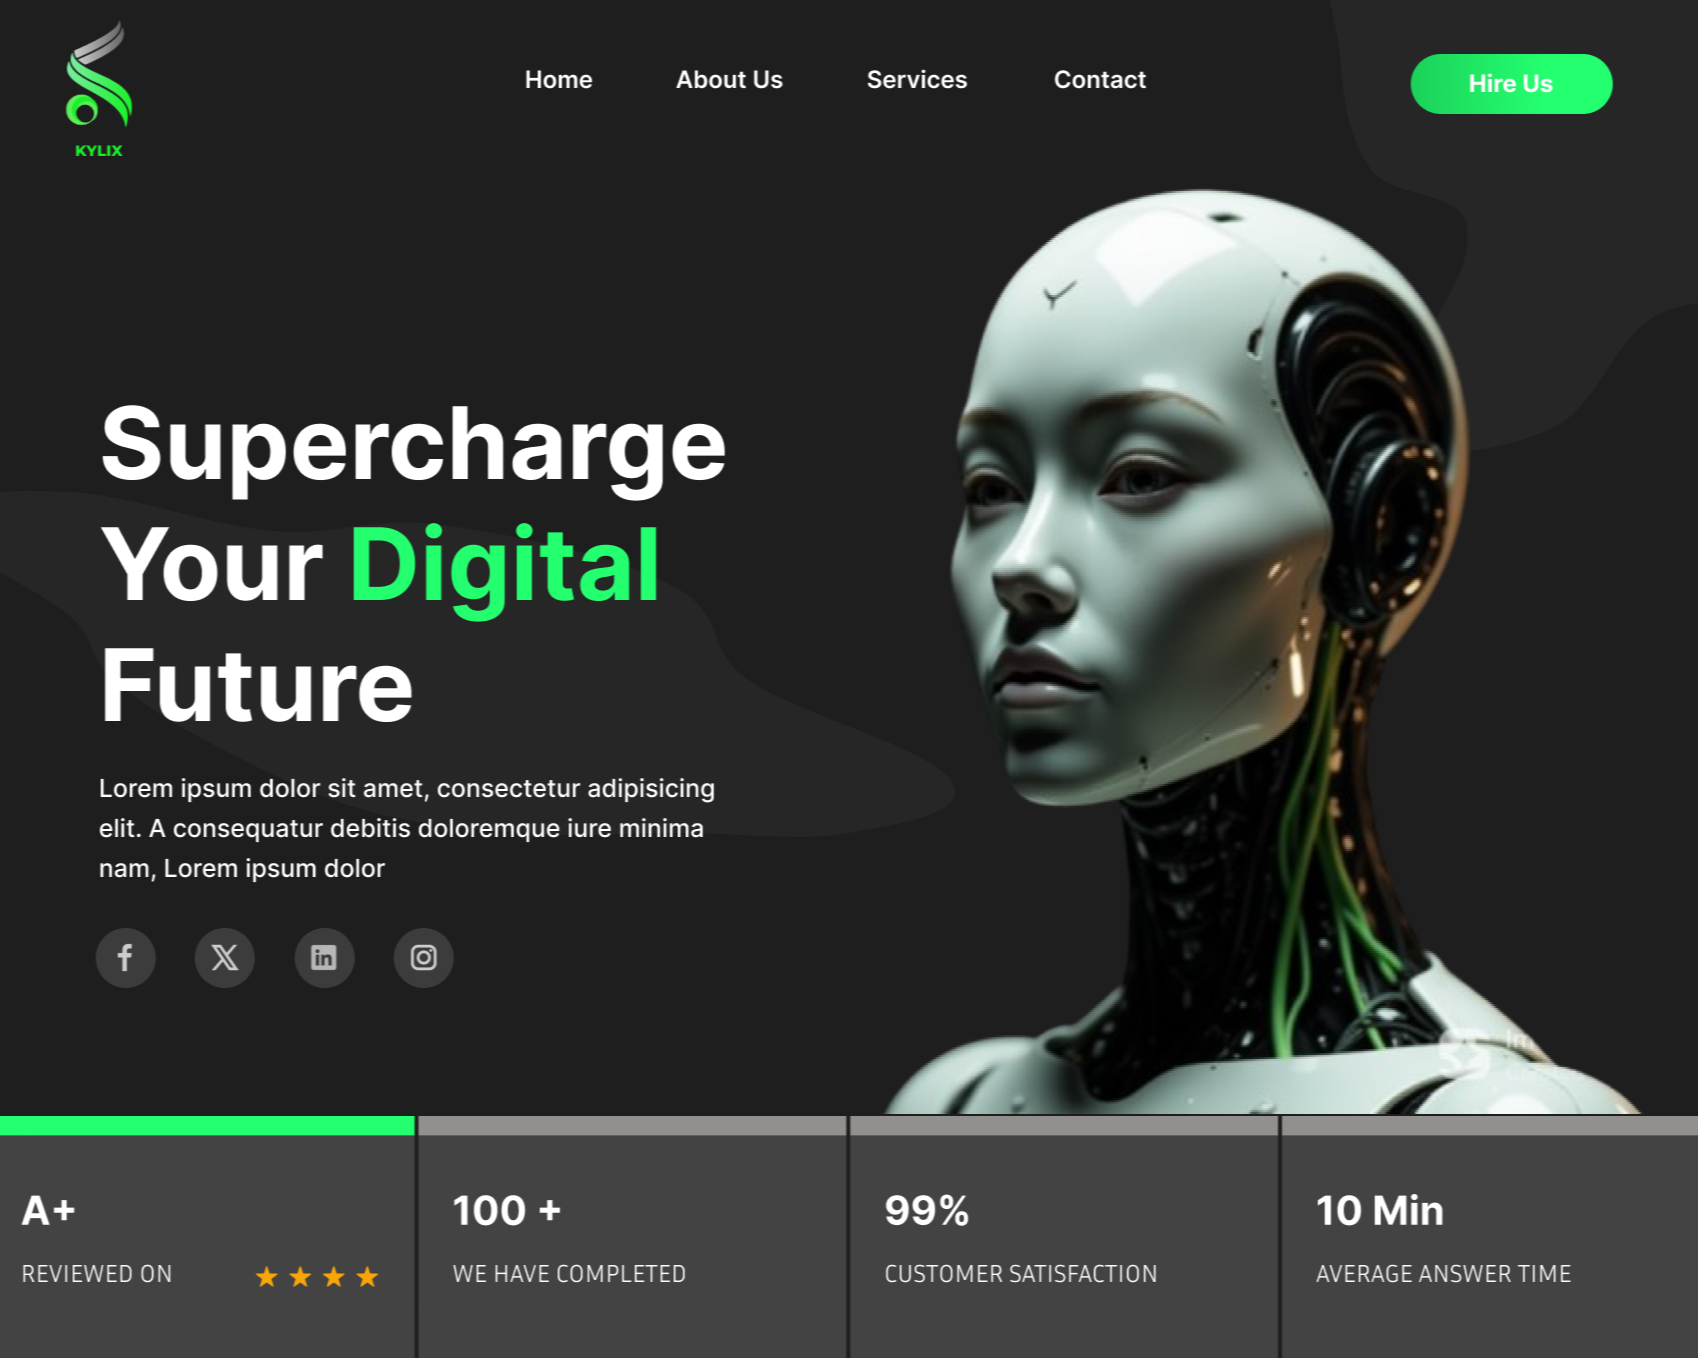 KYLIX
Home
About Us
Services
Contact
Hire Us
Supercharge
Your Digital
Future
Lorem ipsum dolor sit amet, consectetur adipisicing
elit. A consequatur debitis doloremque iure minima
nam, Lorem ipsum dolor
A+
REVIEWED ON
100 +
WE HAVE COMPLETED
99%
CUSTOMER SATISFACTION
10 Min
AVERAGE ANSWER TIME